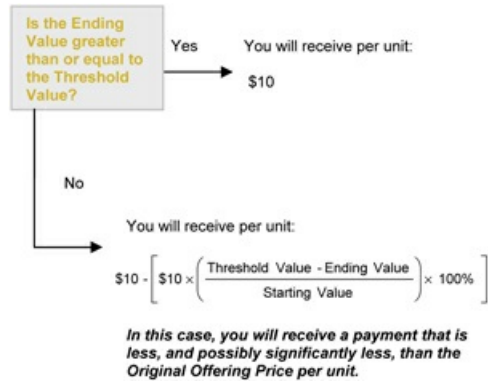 Is the Ending
Value greater
than or equal to
the Threshold
Value?
Yes
You will receive per unit:
$10
No
You will receive per unit:
$10 - [ $10 × ( Threshold Value - Ending Value / Starting Value ) × 100% ]
In this case, you will receive a payment that is
less, and possibly significantly less, than the
Original Offering Price per unit.